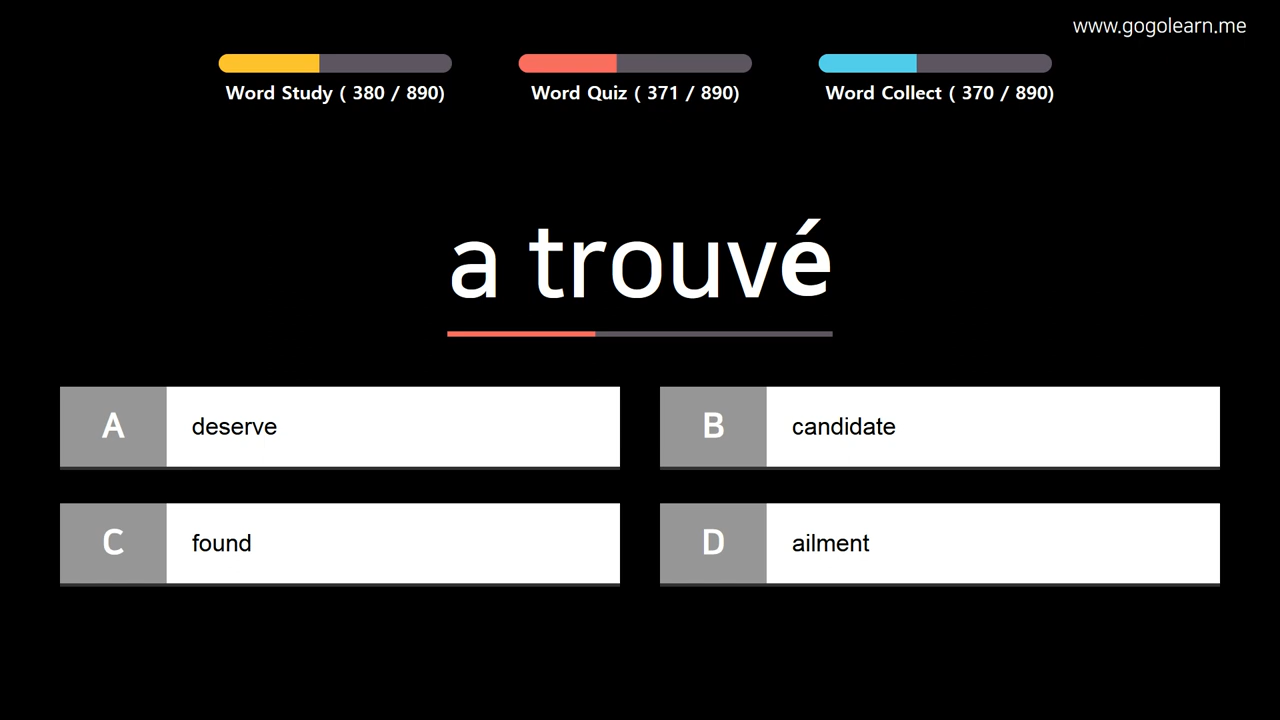 www.gogolearn.me
Word Study ( 380 / 890)
Word Quiz ( 371 / 890)
Word Collect ( 370 / 890)
a trouvé
A deserve
B candidate
C found
D ailment